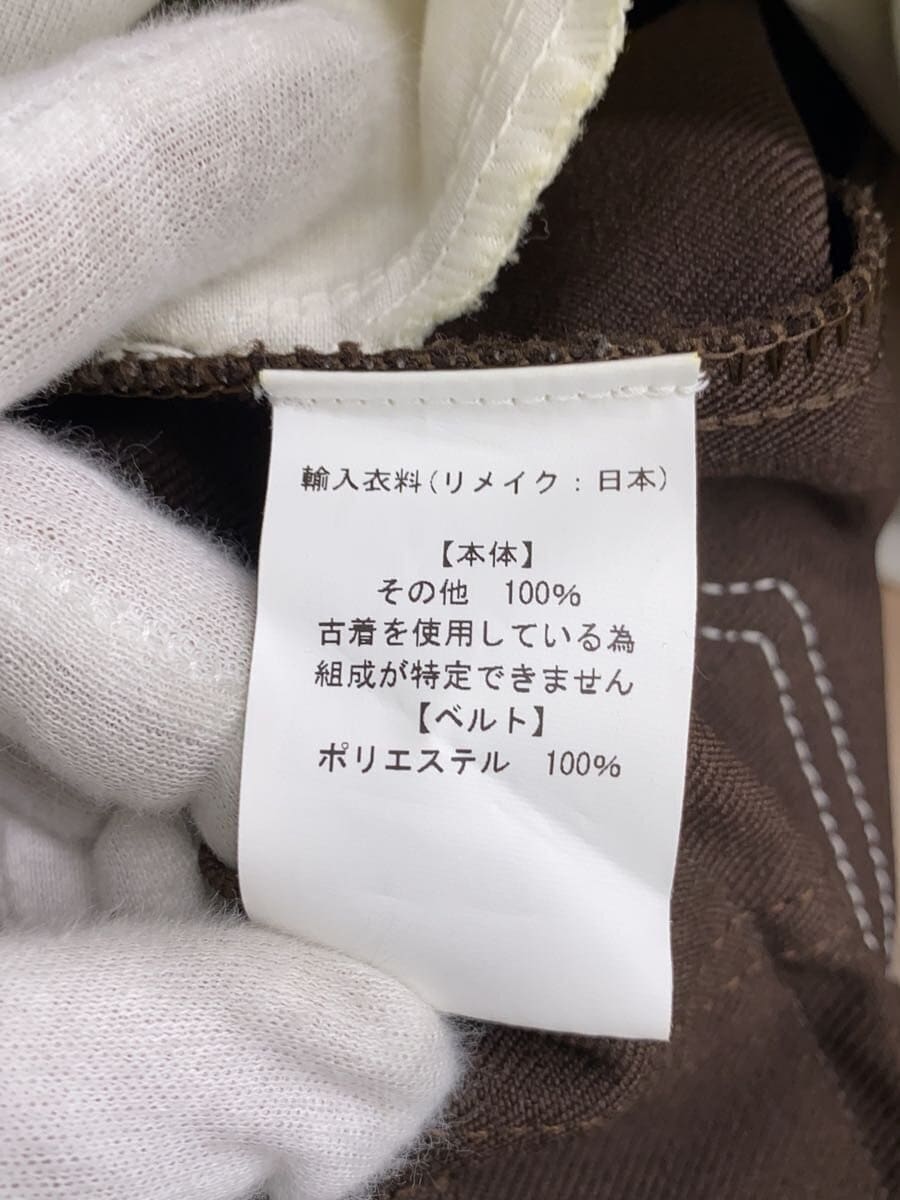 輸入衣料(リメイク:日本)
【本体】
その他 100%
古着を使用している為
組成が特定できません
【ベルト】
ポリエステル 100%